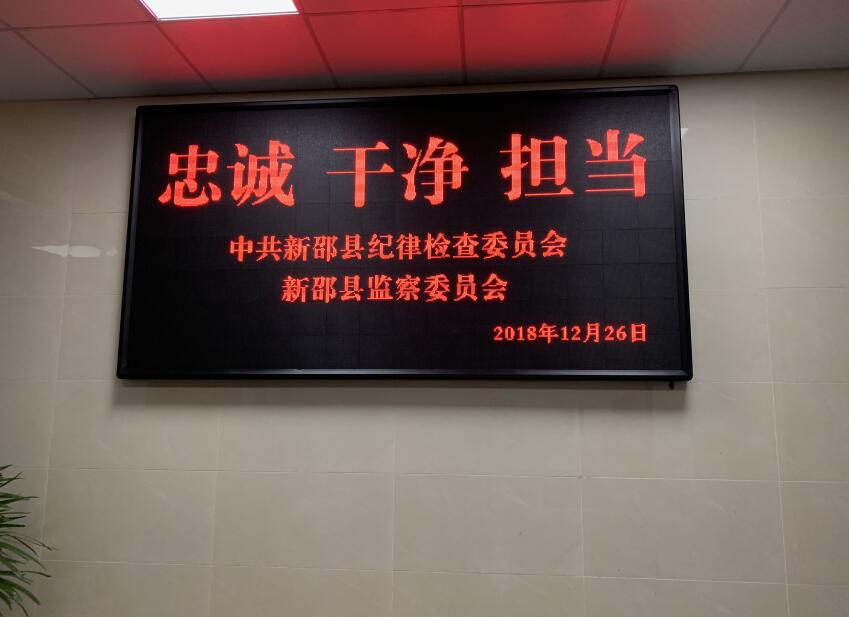 忠诚 干净 担当
中共新邵县纪律检查委员会
新邵县监察委员会
2018年12月26日